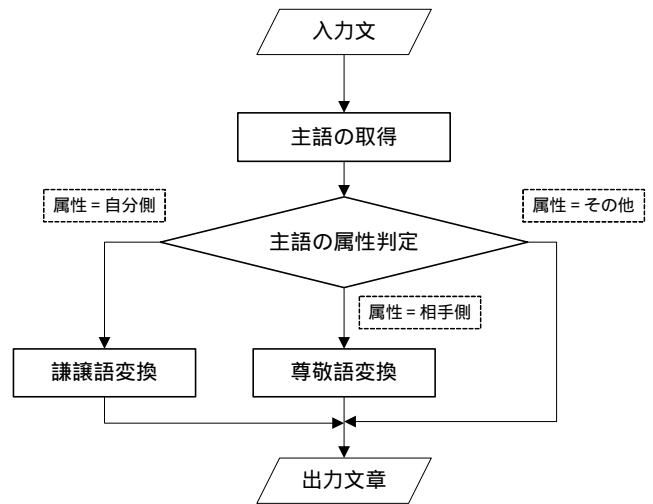 入力文
主語の取得
属性 = 自分側
属性 = その他
主語の属性判定
属性 = 相手側
謙譲語変換
尊敬語変換
出力文章